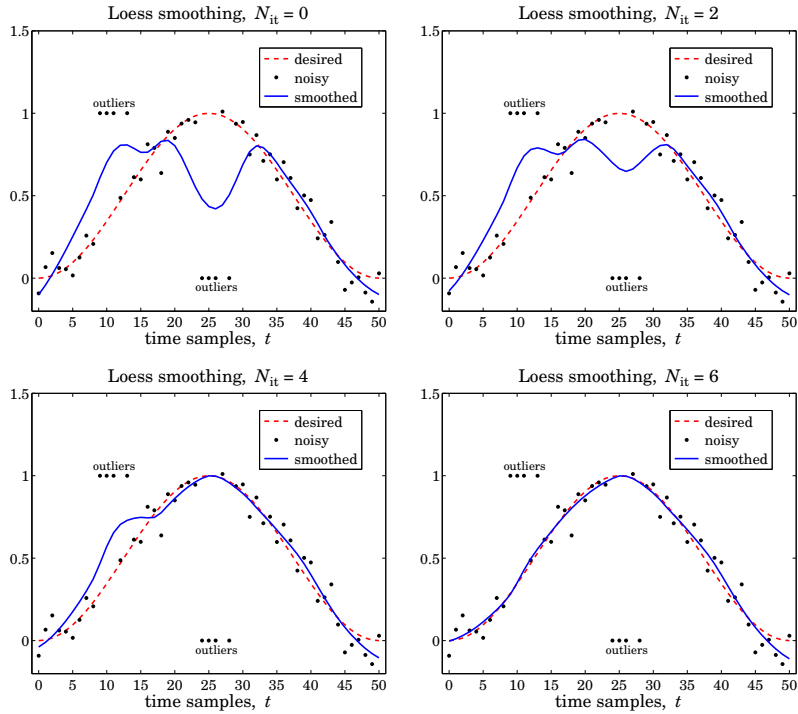 Loess smoothing, N_it = 0
1.5
1
0.5
0
0 5 10 15 20 25 30 35 40 45 50
time samples, t
desired
noisy
smoothed
outliers
outliers
Loess smoothing, N_it = 2
1.5
1
0.5
0
0 5 10 15 20 25 30 35 40 45 50
time samples, t
desired
noisy
smoothed
outliers
outliers
Loess smoothing, N_it = 4
1.5
1
0.5
0
0 5 10 15 20 25 30 35 40 45 50
time samples, t
desired
noisy
smoothed
outliers
outliers
Loess smoothing, N_it = 6
1.5
1
0.5
0
0 5 10 15 20 25 30 35 40 45 50
time samples, t
desired
noisy
smoothed
outliers
outliers